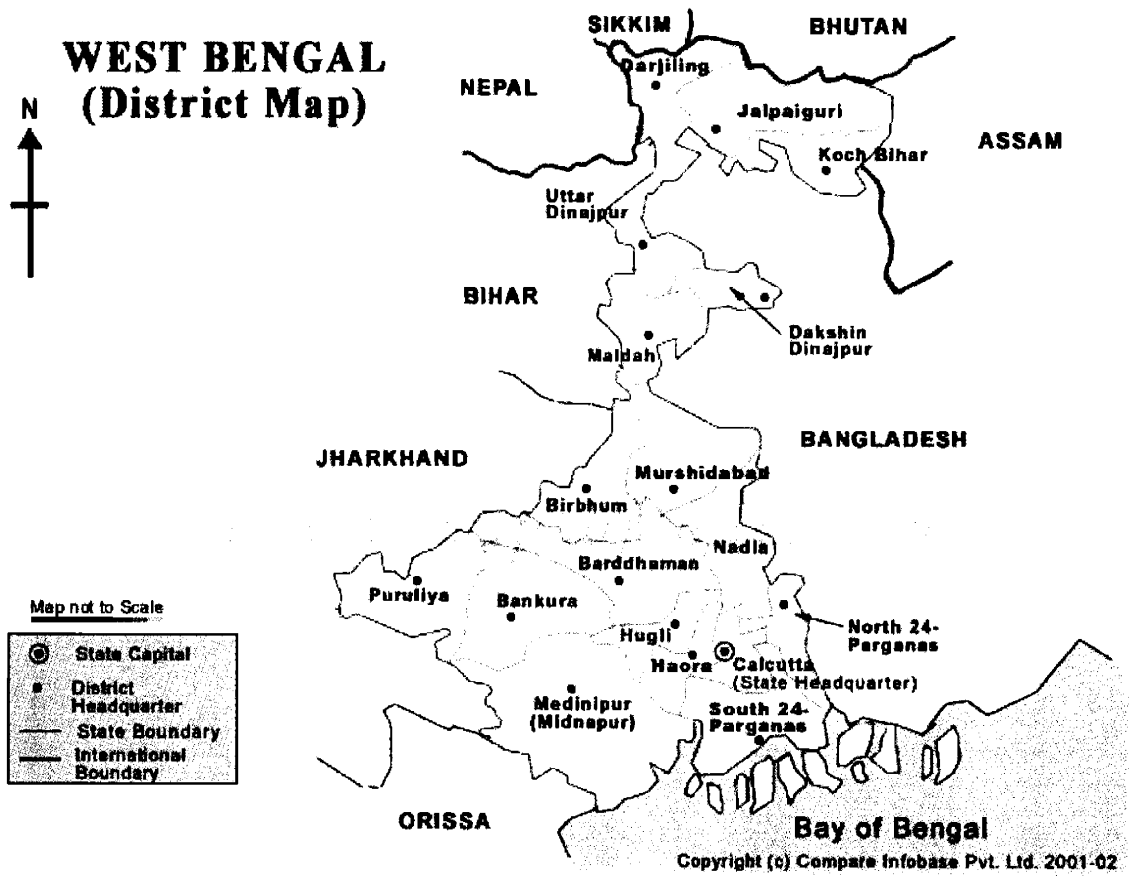 WEST BENGAL
(District Map)
N
SIKKIM
BHUTAN
NEPAL
Darjiling
Jalpaiguri
ASSAM
Koch Bihar
Uttar
Dinajpur
BIHAR
Dakshin
Dinajpur
Maldah
BANGLADESH
JHARKHAND
Murshidabad
Birbhum
Nadia
Barddhaman
Puruliya
Bankura
Hugli
North 24-
Parganas
Haora
Calcutta
(State Headquarter)
Medinipur
(Midnapur)
South 24-
Parganas
Map not to Scale
State Capital
District
Headquarter
State Boundary
International
Boundary
ORISSA
Bay of Bengal
Copyright (c) Compare Infobase Pvt. Ltd. 2001-02